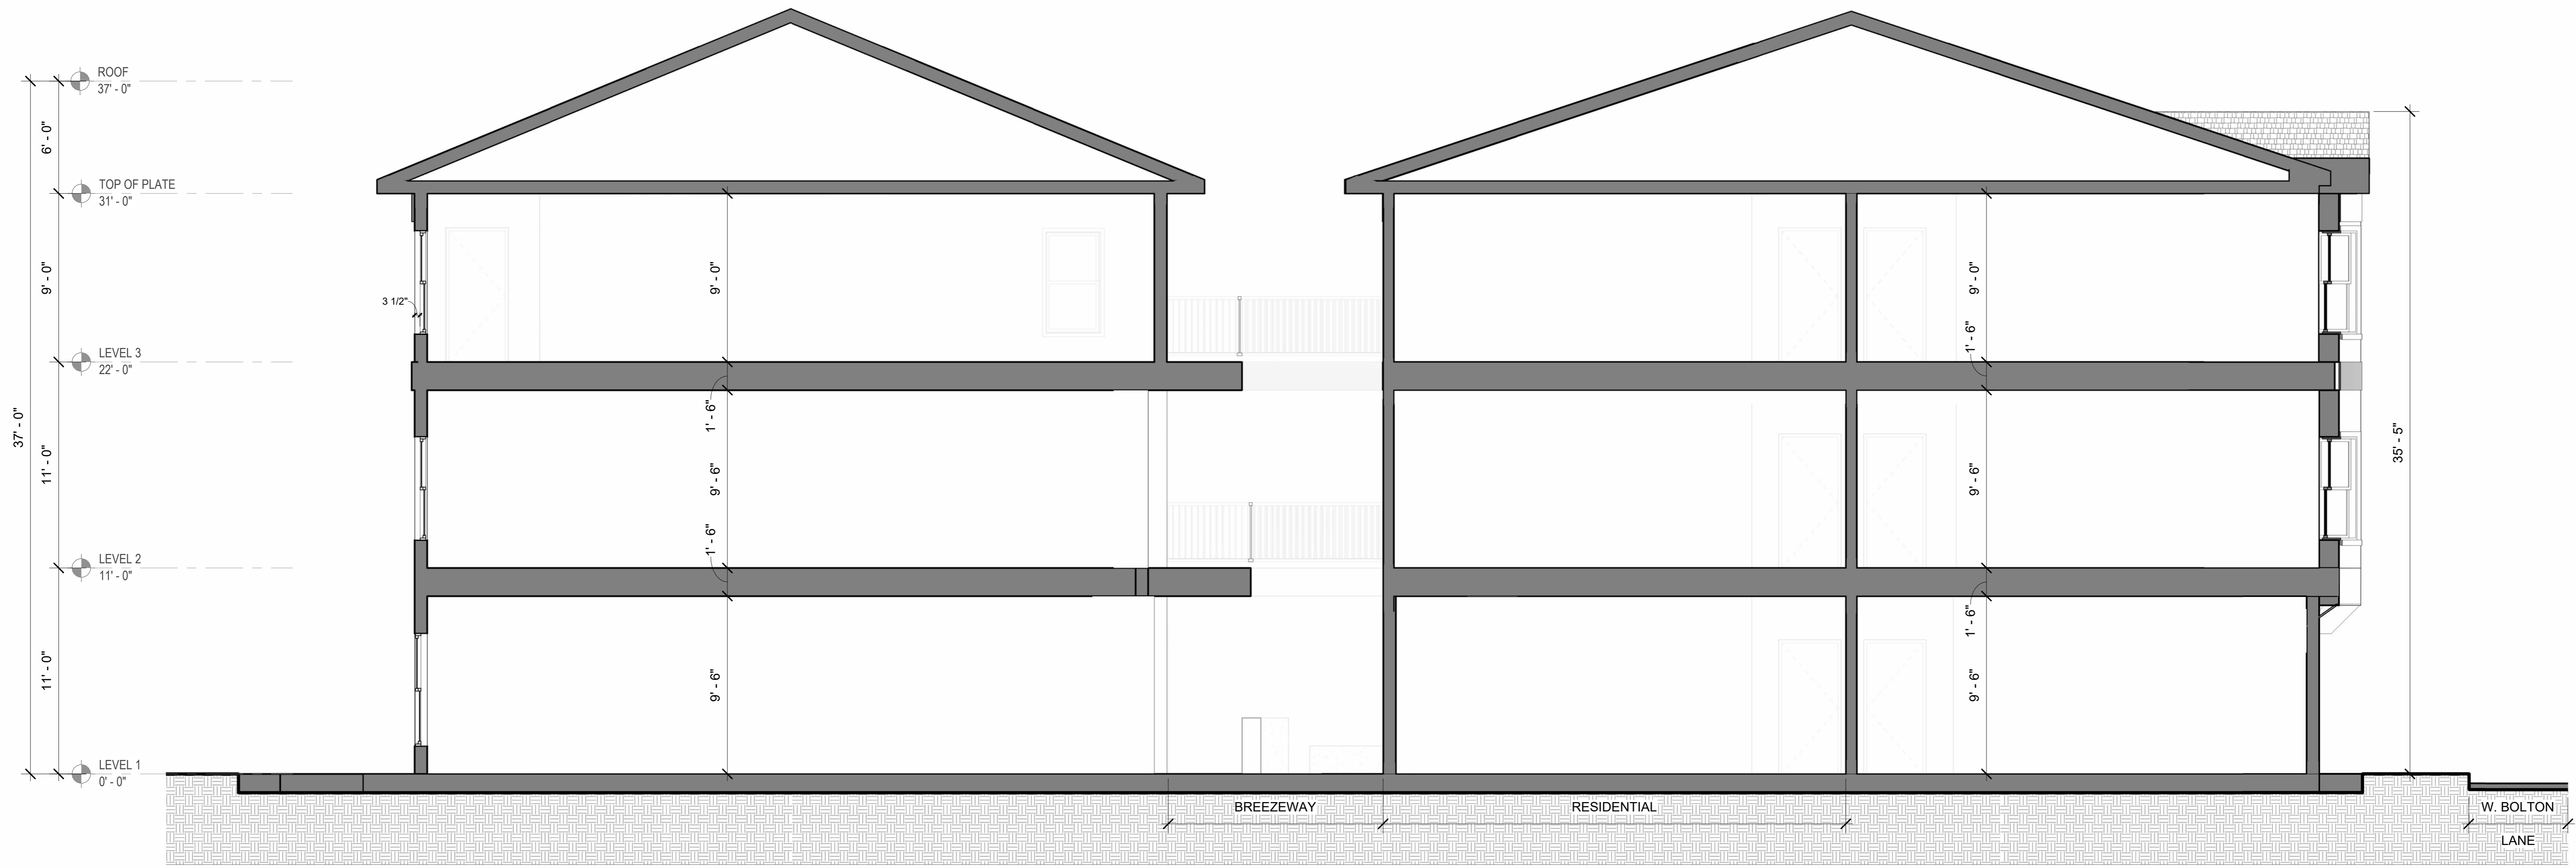 ROOF
37' - 0"
6' - 0"
TOP OF PLATE
31' - 0"
9' - 0"
LEVEL 3
22' - 0"
37' - 0"
11' - 0"
LEVEL 2
11' - 0"
11' - 0"
LEVEL 1
0' - 0"
3 1/2"
9' - 0"
1' - 6"
9' - 6"
1' - 6"
9' - 6"
9' - 0"
1' - 6"
9' - 6"
1' - 6"
9' - 6"
35' - 5"
BREEZEWAY
RESIDENTIAL
W. BOLTON
LANE